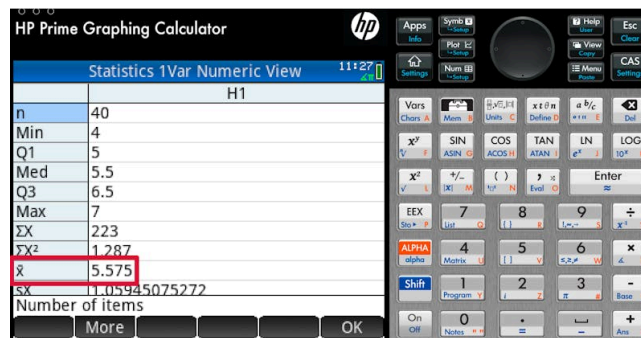 HP Prime Graphing Calculator
hp
Statistics 1Var Numeric View 11:27
H1
n 40
Min 4
Q1 5
Med 5.5
Q3 6.5
Max 7
ΣX 223
ΣX² 1,287
x̄ 5.575
sX 1.05945075272
Number of items
More OK
Apps Info
Symb Setup
Help User
Esc Clear
Plot Setup
View Copy
Settings
Num Setup
Menu Paste
CAS Settings
Vars Chars A
Mem B
Units C
x t θ n Define D
a b/c E
Del
xʸ F
SIN ASIN G
COS ACOS H
TAN ATAN I
LN eˣ J
LOG 10ˣ
x² √ L
+/- |x| M
( ) N
, Eval O
Enter ≈
EEX Sto ▸ P
7 List Q
8 { } R
9 S
÷ x⁻¹
ALPHA alpha
4 Matrix U
5 [ ] V
6 ≤,≥,≠ W
× ∡
Shift
1 Program Y
2 i Z
3 π #
- Base
On Off
0 Notes " "
. =
_
+ Ans